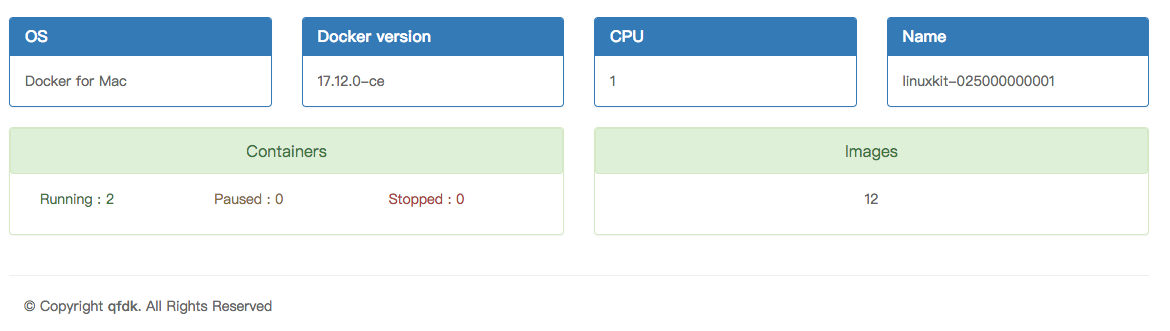 OS
Docker for Mac
Docker version
17.12.0-ce
CPU
1
Name
linuxkit-025000000001
Containers
Running : 2 Paused : 0 Stopped : 0
Images
12
© Copyright qfdk. All Rights Reserved